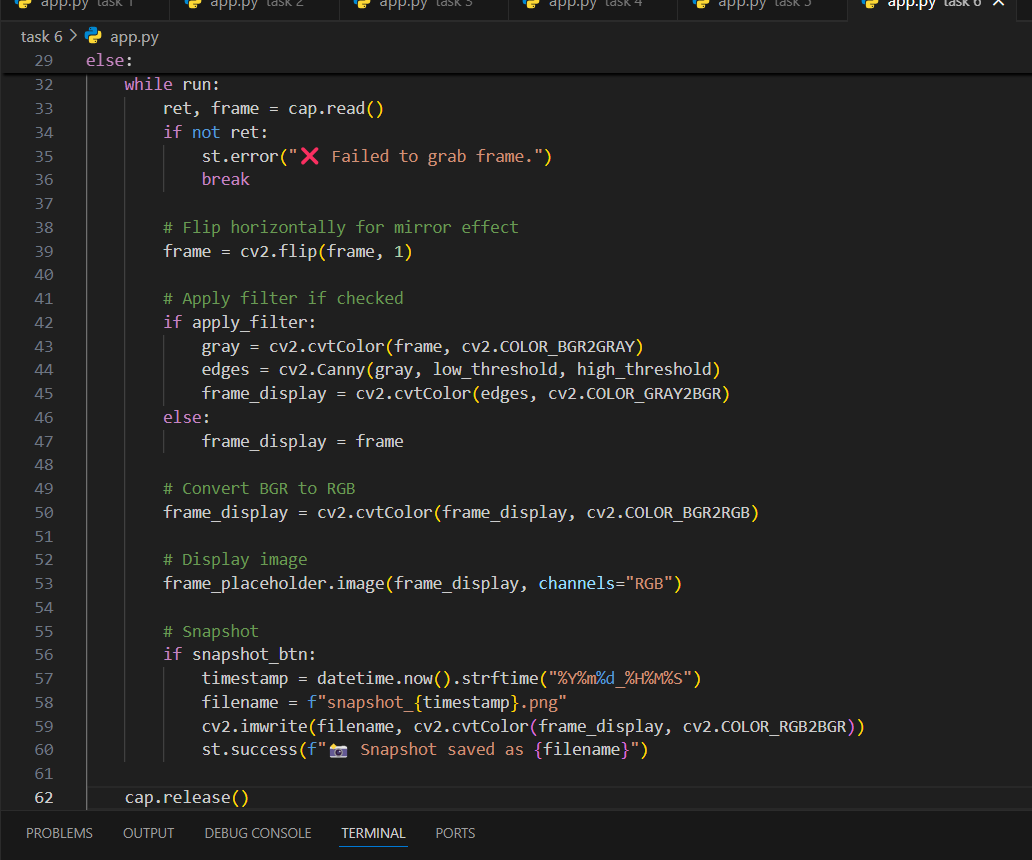 app.py task 1
app.py task 2
app.py task 3
app.py task 4
app.py task 5
app.py task 6
task 6 > app.py
29 else:
32 while run:
33 ret, frame = cap.read()
34 if not ret:
35 st.error("❌ Failed to grab frame.")
36 break
37
38 # Flip horizontally for mirror effect
39 frame = cv2.flip(frame, 1)
40
41 # Apply filter if checked
42 if apply_filter:
43 gray = cv2.cvtColor(frame, cv2.COLOR_BGR2GRAY)
44 edges = cv2.Canny(gray, low_threshold, high_threshold)
45 frame_display = cv2.cvtColor(edges, cv2.COLOR_GRAY2BGR)
46 else:
47 frame_display = frame
48
49 # Convert BGR to RGB
50 frame_display = cv2.cvtColor(frame_display, cv2.COLOR_BGR2RGB)
51
52 # Display image
53 frame_placeholder.image(frame_display, channels="RGB")
54
55 # Snapshot
56 if snapshot_btn:
57 timestamp = datetime.now().strftime("%Y%m%d_%H%M%S")
58 filename = f"snapshot_{timestamp}.png"
59 cv2.imwrite(filename, cv2.cvtColor(frame_display, cv2.COLOR_RGB2BGR))
60 st.success(f"📷 Snapshot saved as {filename}")
61
62 cap.release()
PROBLEMS OUTPUT DEBUG CONSOLE TERMINAL PORTS